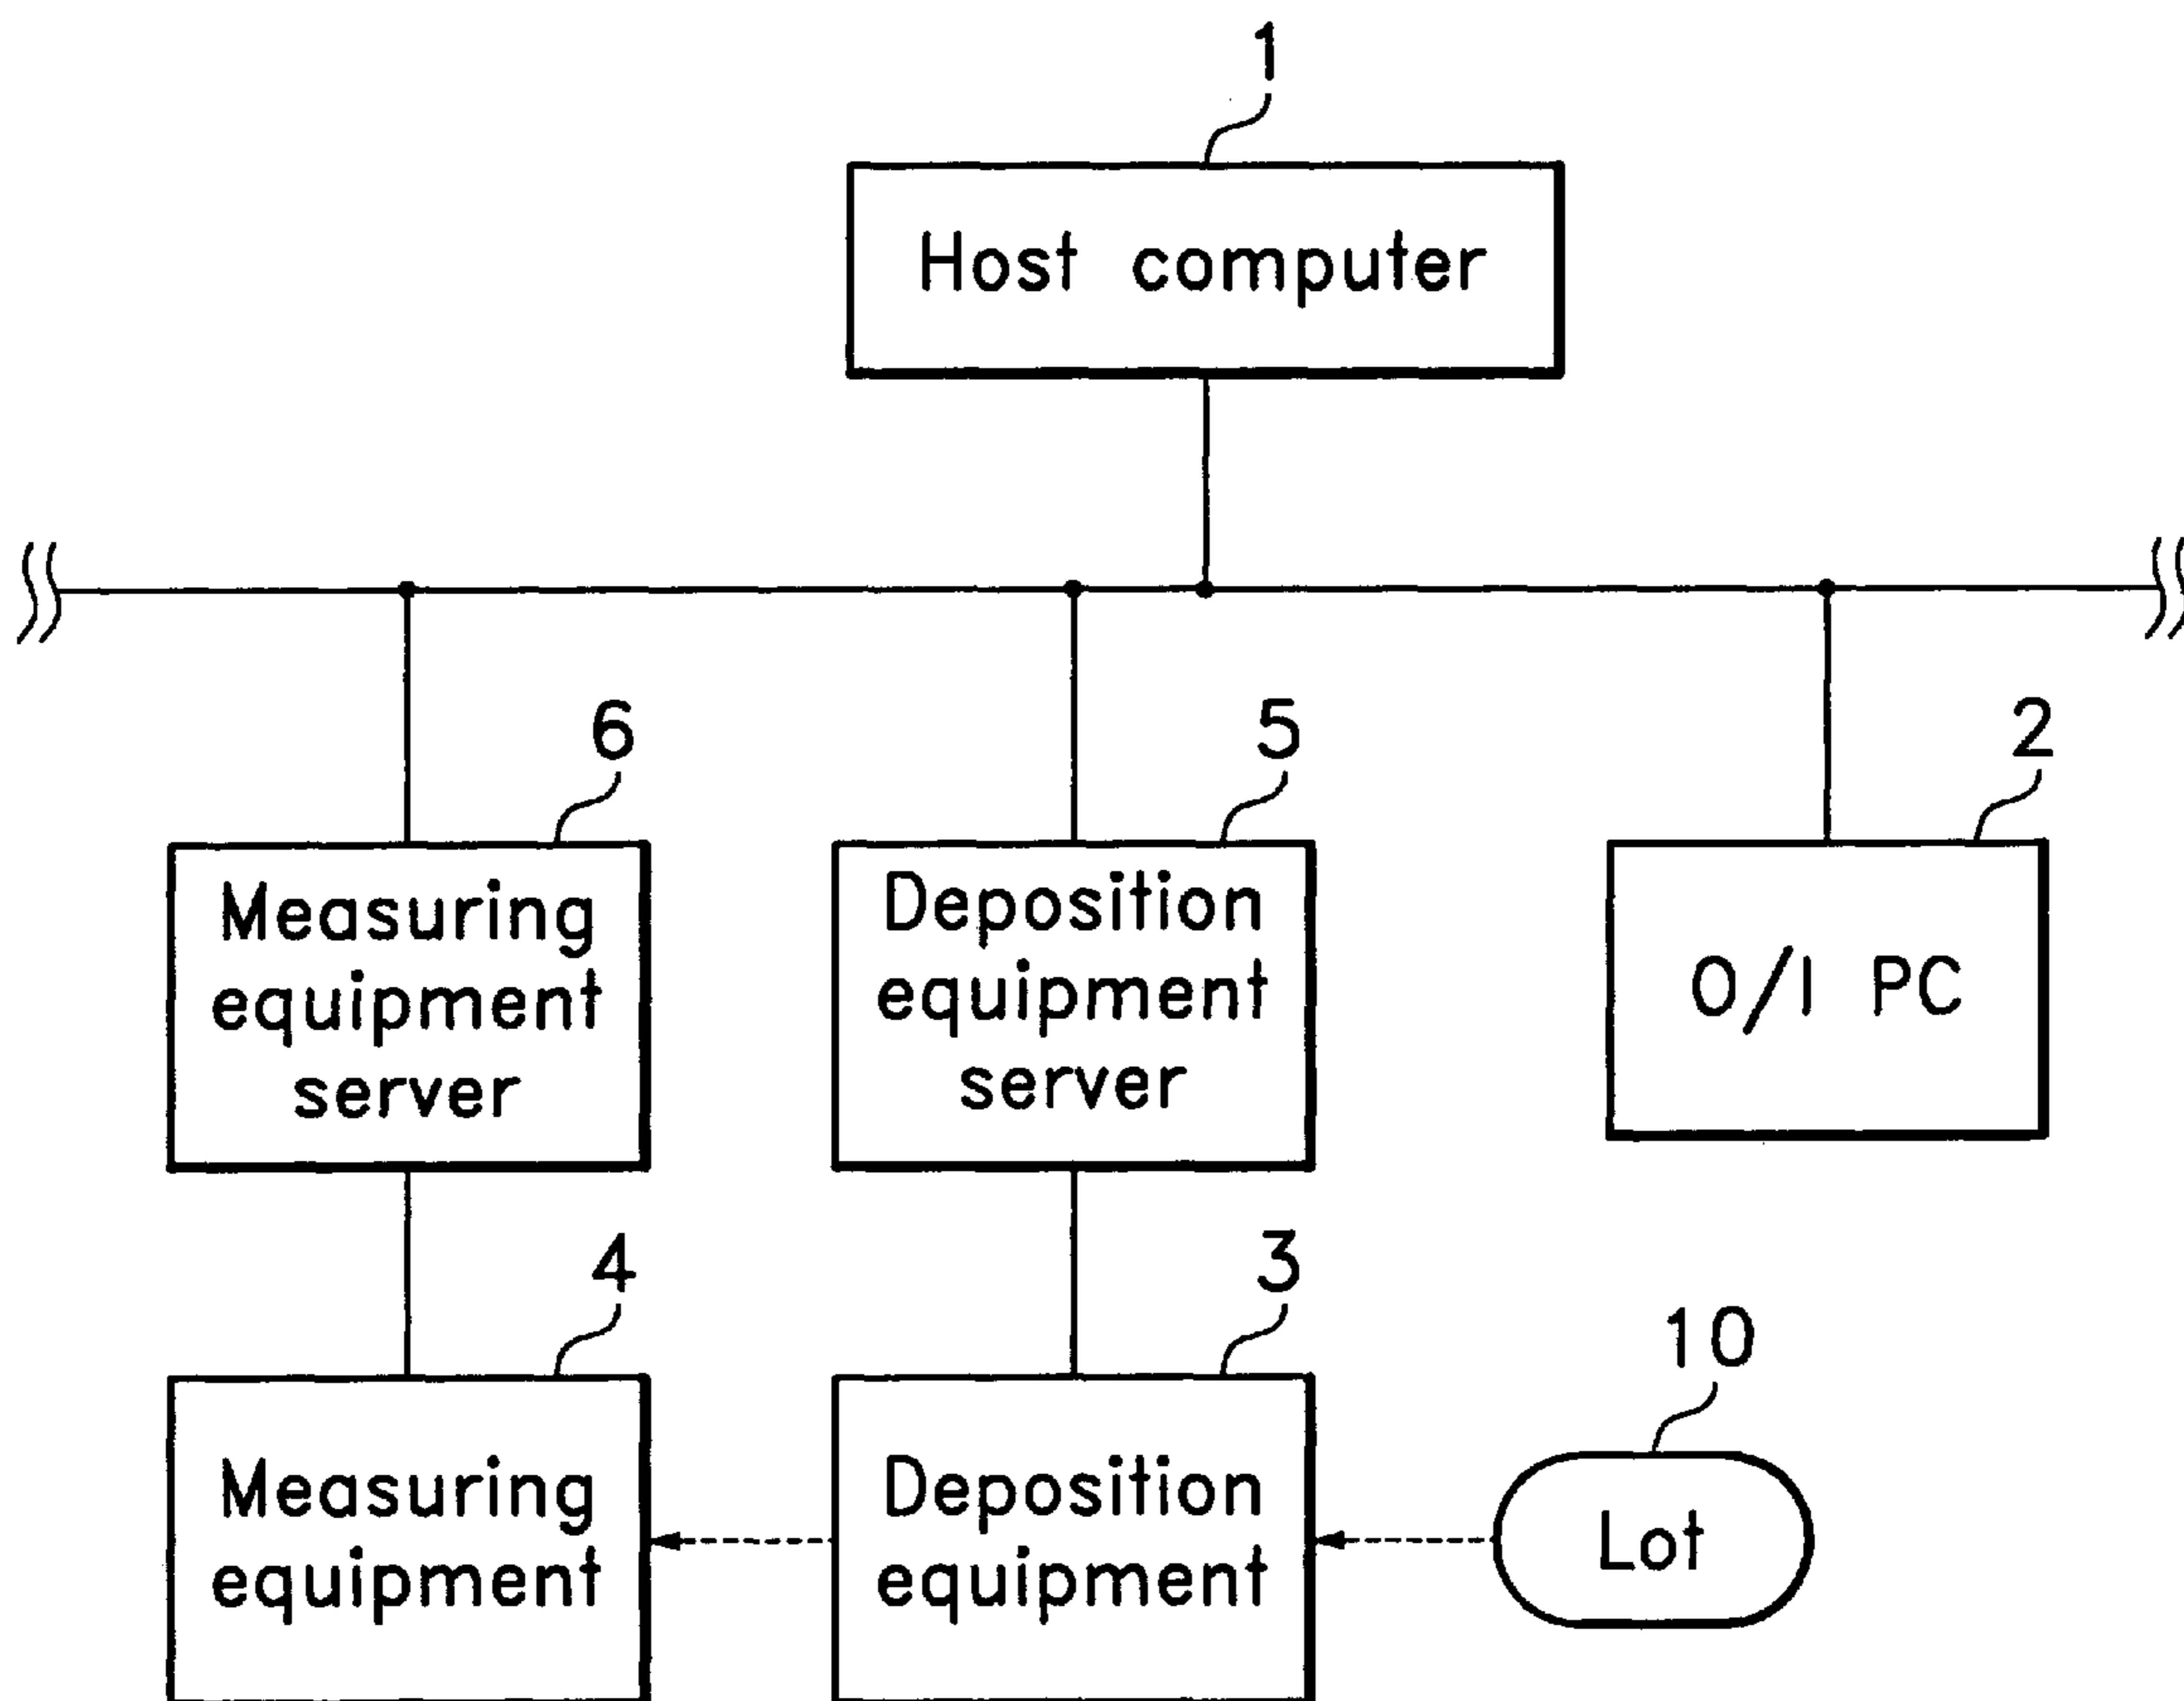 1
Host computer
6
5
2
Measuring
equipment
server
Deposition
equipment
server
O/I PC
4
3
10
Measuring
equipment
Deposition
equipment
Lot